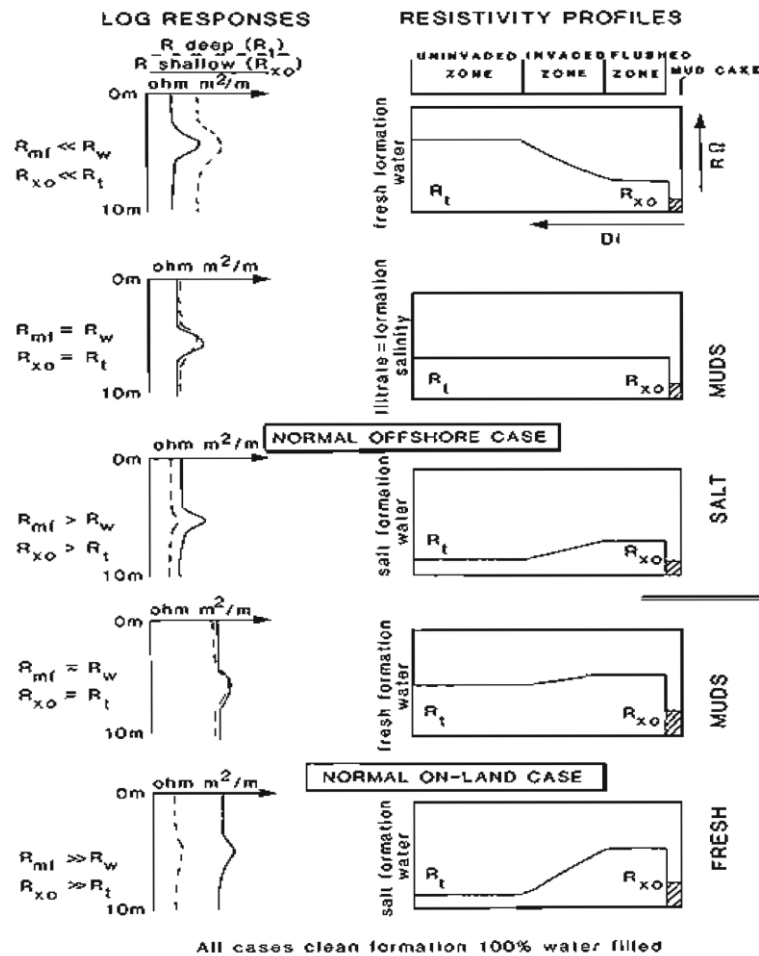 LOG RESPONSES
RESISTIVITY PROFILES
R deep (Rt)
R shallow (Rxo)
ohm m²/m
UNINVADED ZONE
INVADED ZONE
FLUSHED ZONE
MUD CAKE
0m
Rmf << Rw
Rxo << Rt
10m
fresh formation water
Rt
Rxo
RΩ
Di
ohm m²/m
0m
Rmf = Rw
Rxo = Rt
10m
filtrate = formation salinity
Rt
Rxo
MUDS
NORMAL OFFSHORE CASE
ohm m²/m
0m
Rmf > Rw
Rxo > Rt
10m
salt formation water
Rt
Rxo
SALT
ohm m²/m
0m
Rmf ≈ Rw
Rxo = Rt
10m
fresh formation water
Rt
Rxo
MUDS
NORMAL ON-LAND CASE
ohm m²/m
0m
Rmf >> Rw
Rxo >> Rt
10m
salt formation water
Rt
Rxo
FRESH
All cases clean formation 100% water filled